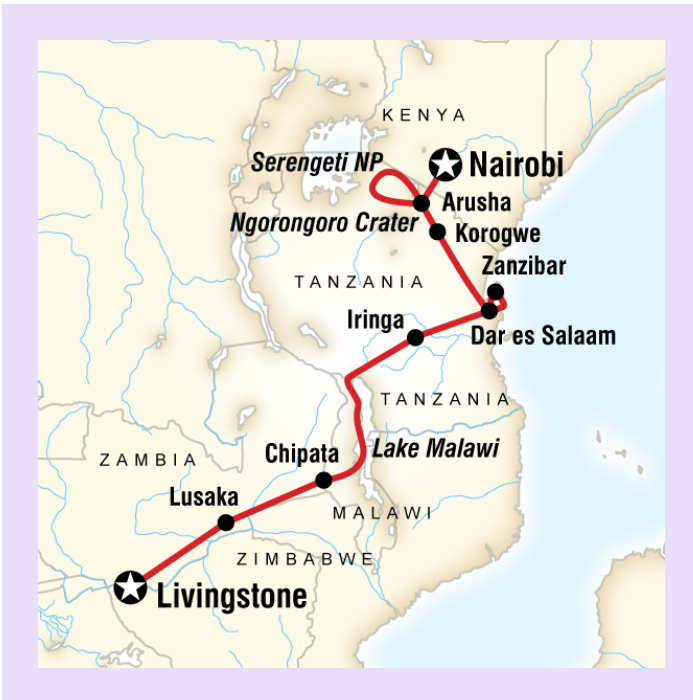 KENYA
Serengeti NP
Nairobi
Arusha
Ngorongoro Crater
Korogwe
Zanzibar
TANZANIA
Iringa
Dar es Salaam
TANZANIA
Lake Malawi
Chipata
ZAMBIA
Lusaka
MALAWI
ZIMBABWE
Livingstone